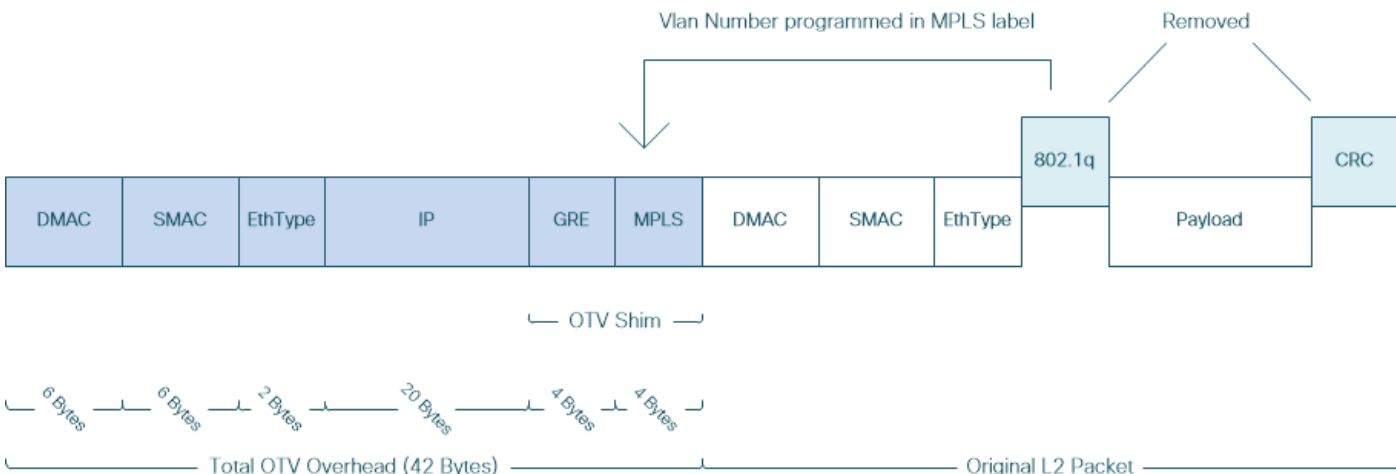 Vlan Number programmed in MPLS label
Removed
802.1q
CRC
DMAC
SMAC
EthType
IP
GRE
MPLS
DMAC
SMAC
EthType
Payload
OTV Shim
6 Bytes
6 Bytes
2 Bytes
20 Bytes
4 Bytes
4 Bytes
Total OTV Overhead (42 Bytes)
Original L2 Packet